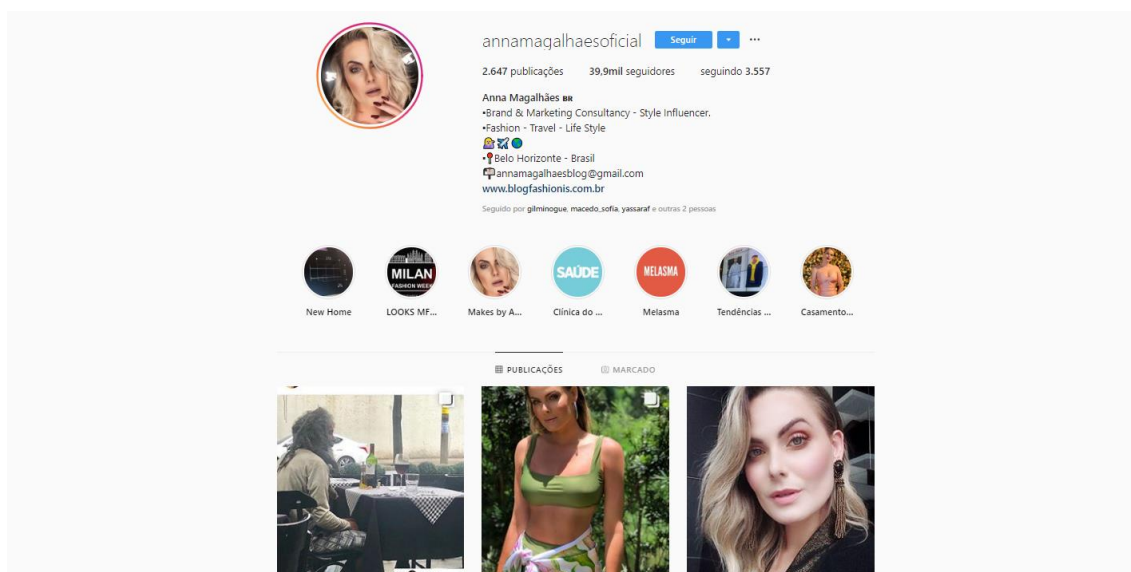 annamagalhaesoficial Seguir
2.647 publicações 39,9mil seguidores seguindo 3.557
Anna Magalhães BR
•Brand & Marketing Consultancy - Style Influencer.
•Fashion - Travel - Life Style
•📍Belo Horizonte - Brasil
📬annamagalhaesblog@gmail.com
www.blogfashionis.com.br
Seguido por gilminogue, macedo_sofia, yassaraf e outras 2 pessoas
MILAN
FASHION WEEK
SAÚDE
MELASMA
New Home LOOKS MF... Makes by A... Clínica do ... Melasma Tendências ... Casamento...
PUBLICAÇÕES MARCADO